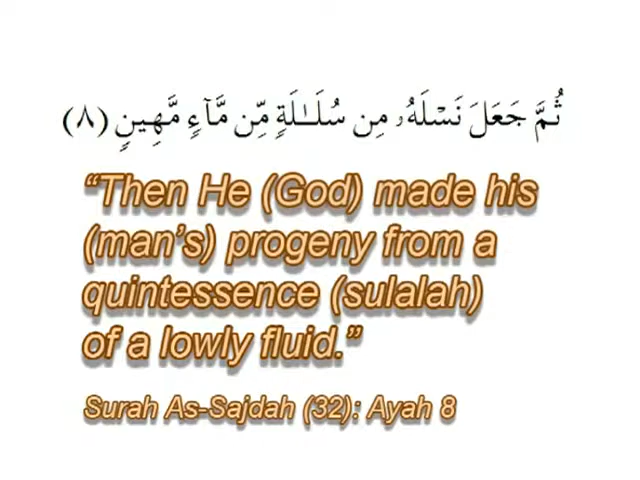 ثُمَّ جَعَلَ نَسْلَهُۥ مِن سُلَـٰلَةٍۢ مِّن مَّآءٍۢ مَّهِينٍۢ (٨)
“Then He (God) made his
(man’s) progeny from a
quintessence (sulalah)
of a lowly fluid.”
Surah As-Sajdah (32): Ayah 8